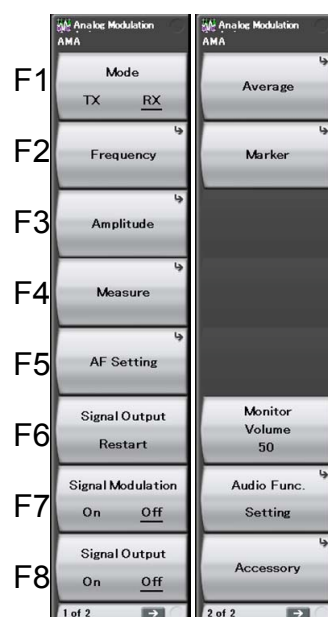 Analog Modulation
AMA
F1
Mode
TX RX
F2
Frequency
F3
Amplitude
F4
Measure
F5
AF Setting
F6
Signal Output
Restart
F7
Signal Modulation
On Off
F8
Signal Output
On Off
1 of 2
Analog Modulation
AMA
Average
Marker
Monitor
Volume
50
Audio Func.
Setting
Accessory
2 of 2